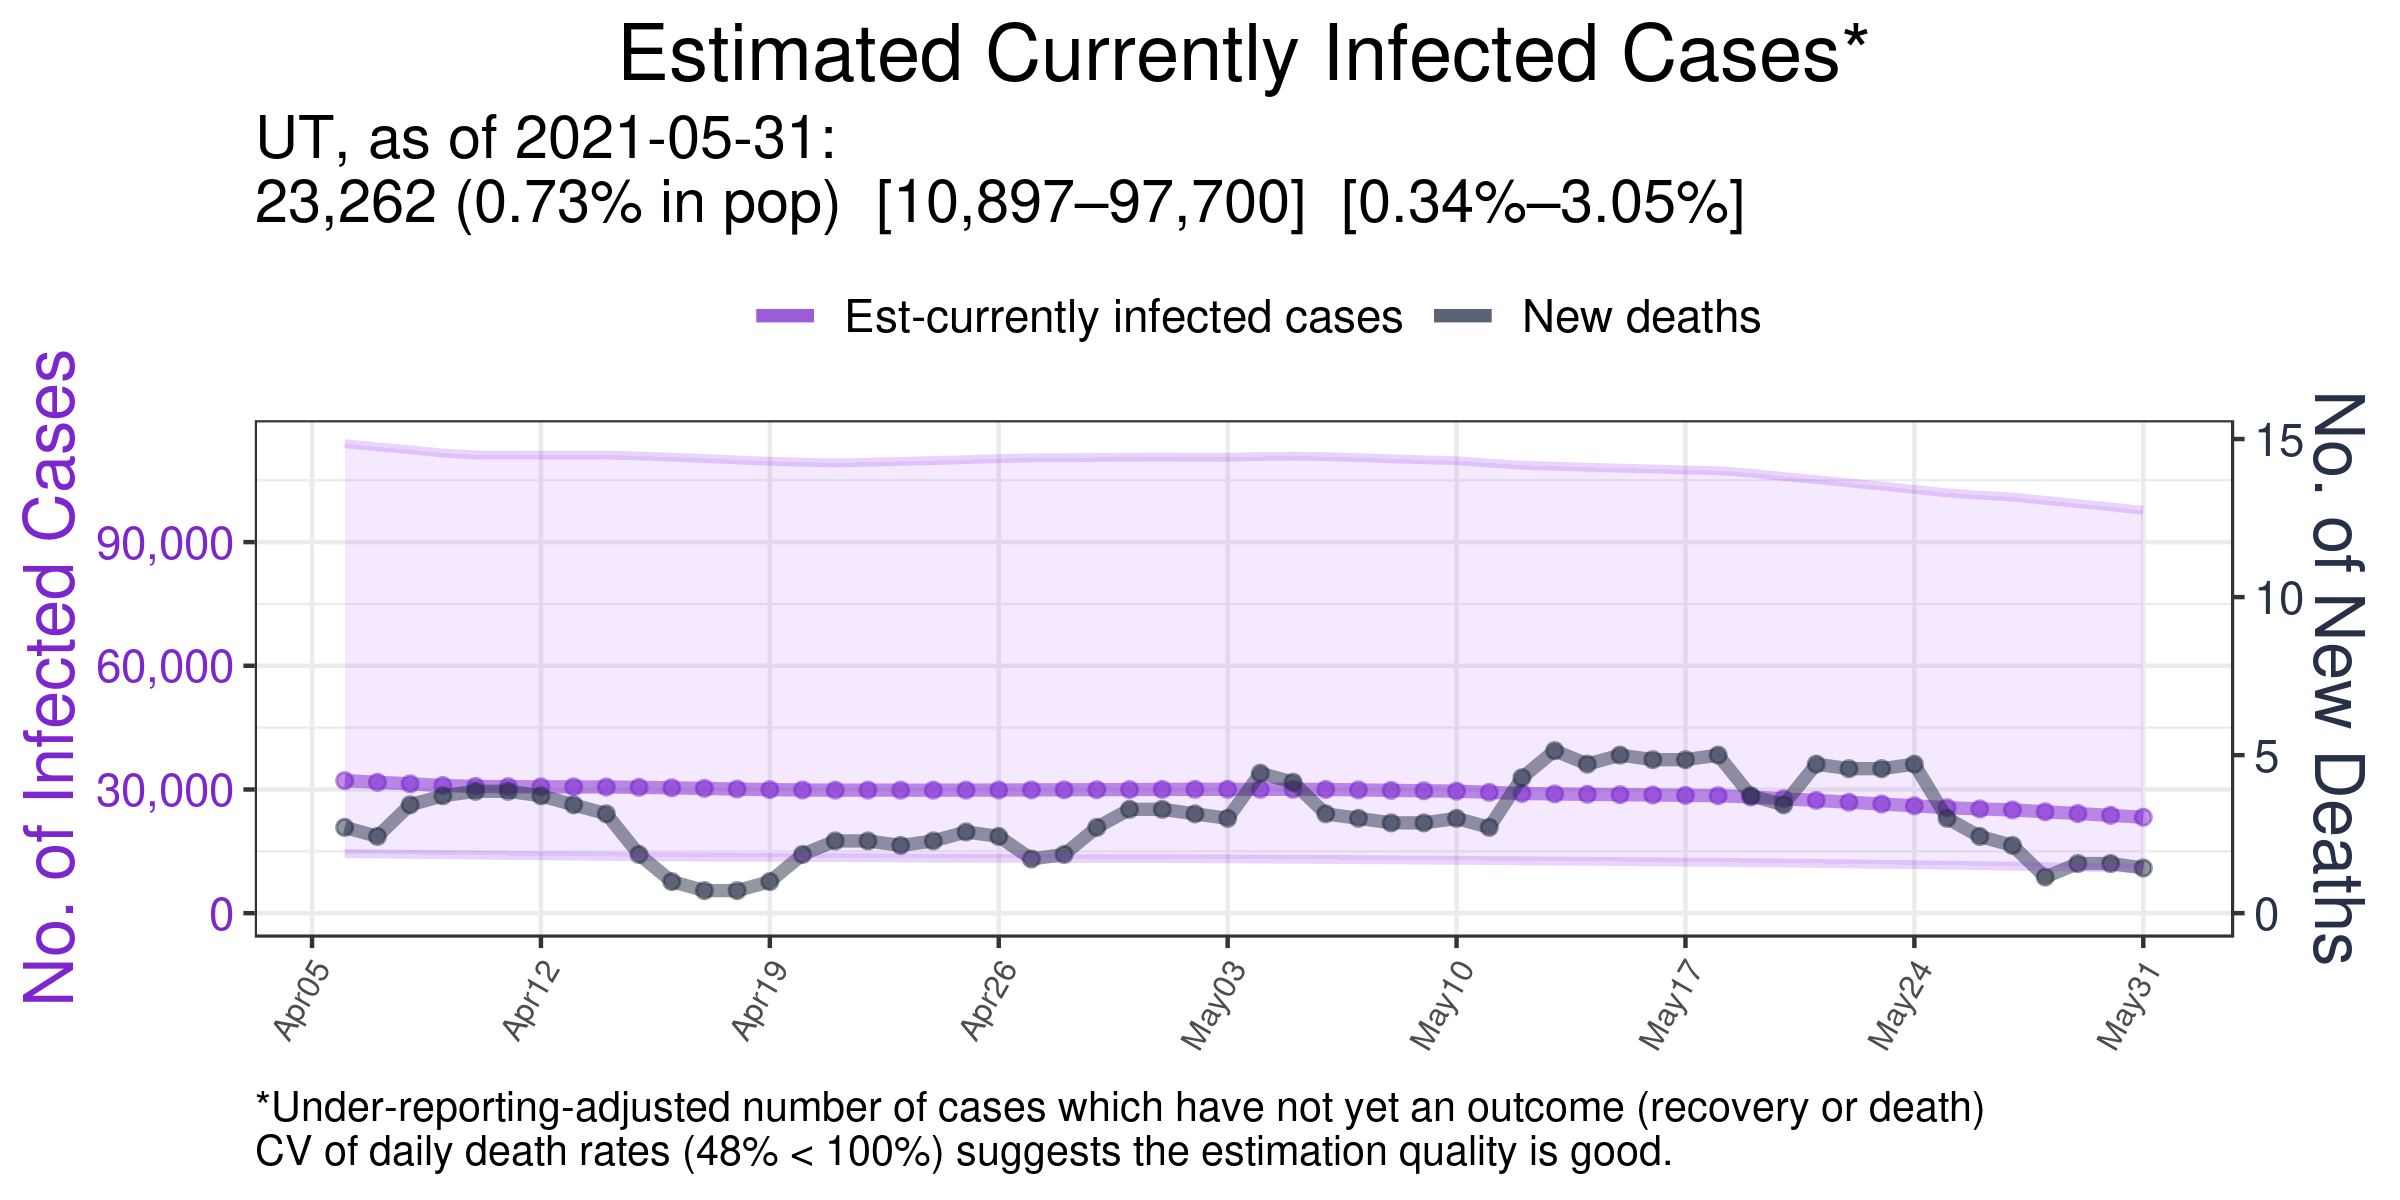 Estimated Currently Infected Cases*
UT, as of 2021-05-31:
23,262 (0.73% in pop)  [10,897–97,700]  [0.34%–3.05%]
Est-currently infected cases
New deaths
No. of Infected Cases
90,000
60,000
30,000
0
15
10
5
0
No. of New Deaths
Apr05
Apr12
Apr19
Apr26
May03
May10
May17
May24
May31
*Under-reporting-adjusted number of cases which have not yet an outcome (recovery or death)
CV of daily death rates (48% < 100%) suggests the estimation quality is good.